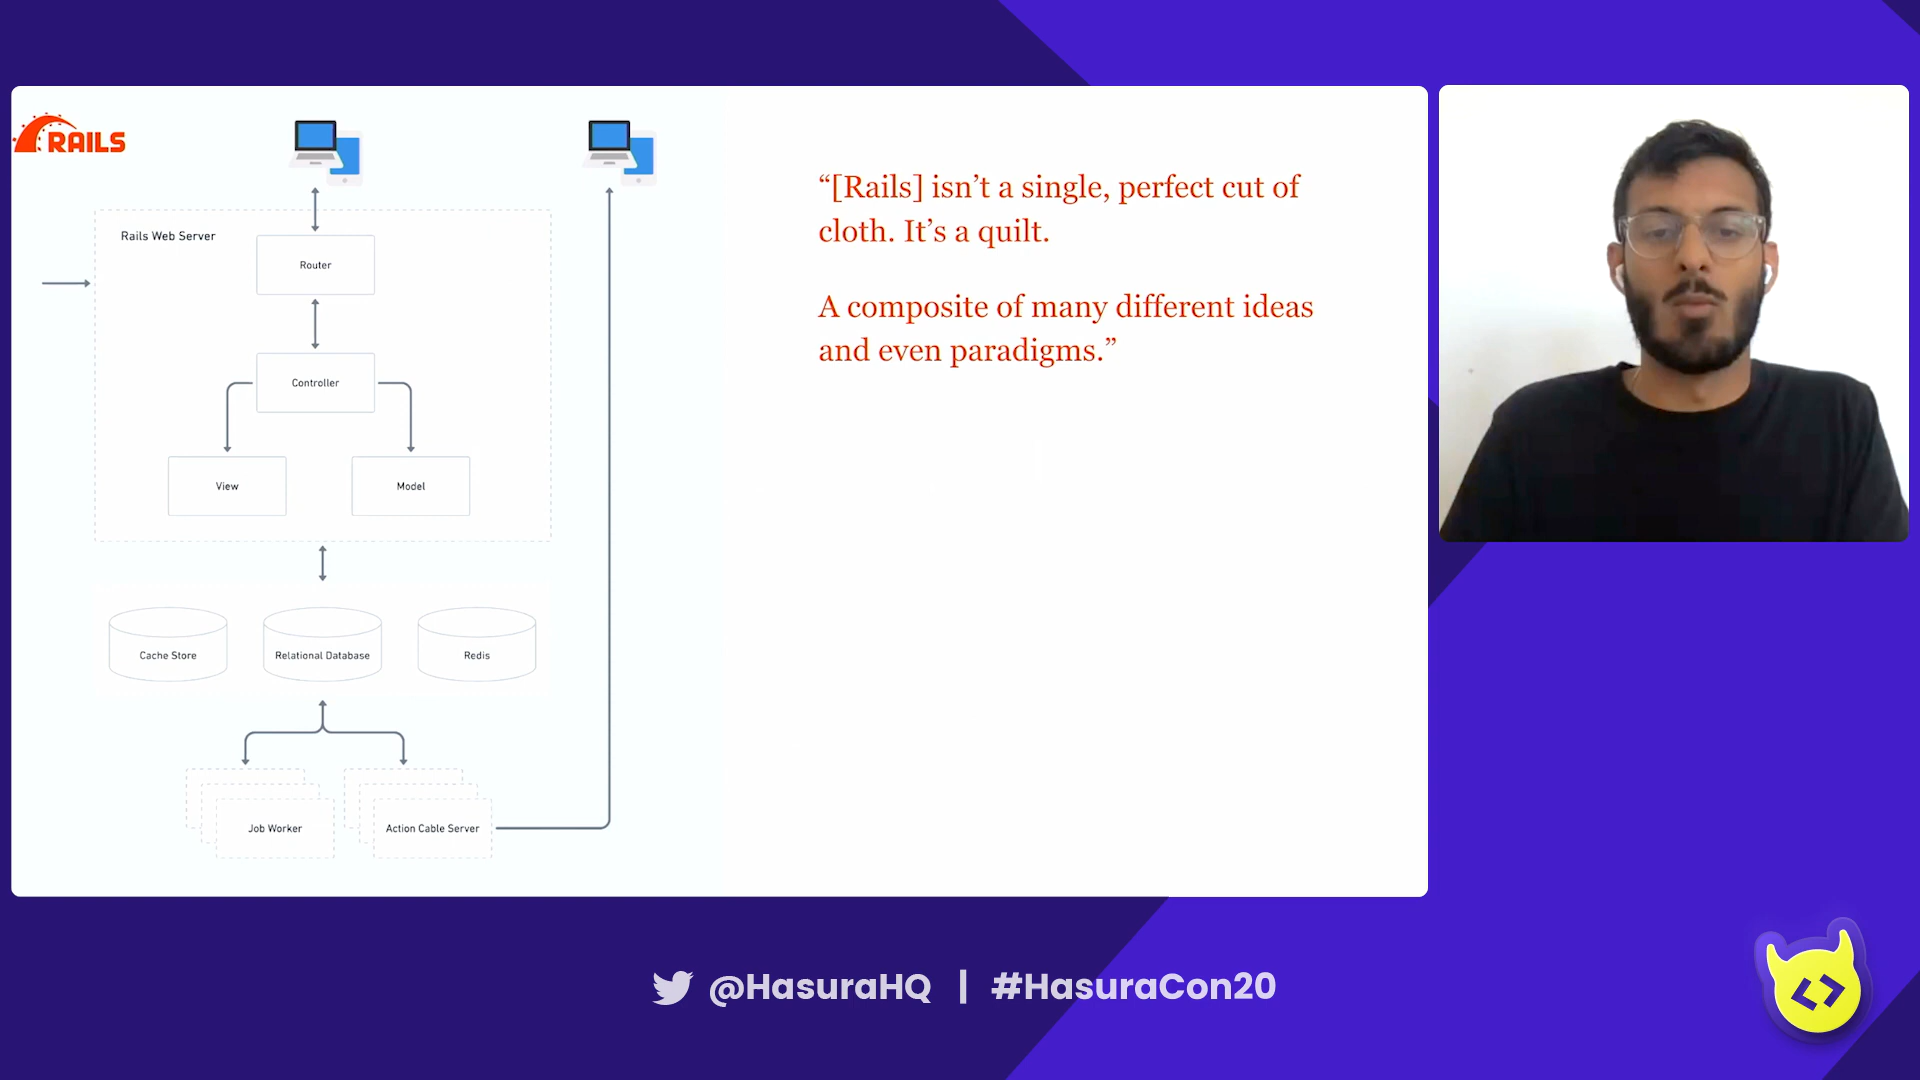 RAILS
Rails Web Server
Router
Controller
View
Model
Cache Store
Relational Database
Redis
Job Worker
Action Cable Server
“[Rails] isn’t a single, perfect cut of
cloth. It’s a quilt.
A composite of many different ideas
and even paradigms.”
@HasuraHQ | #HasuraCon20